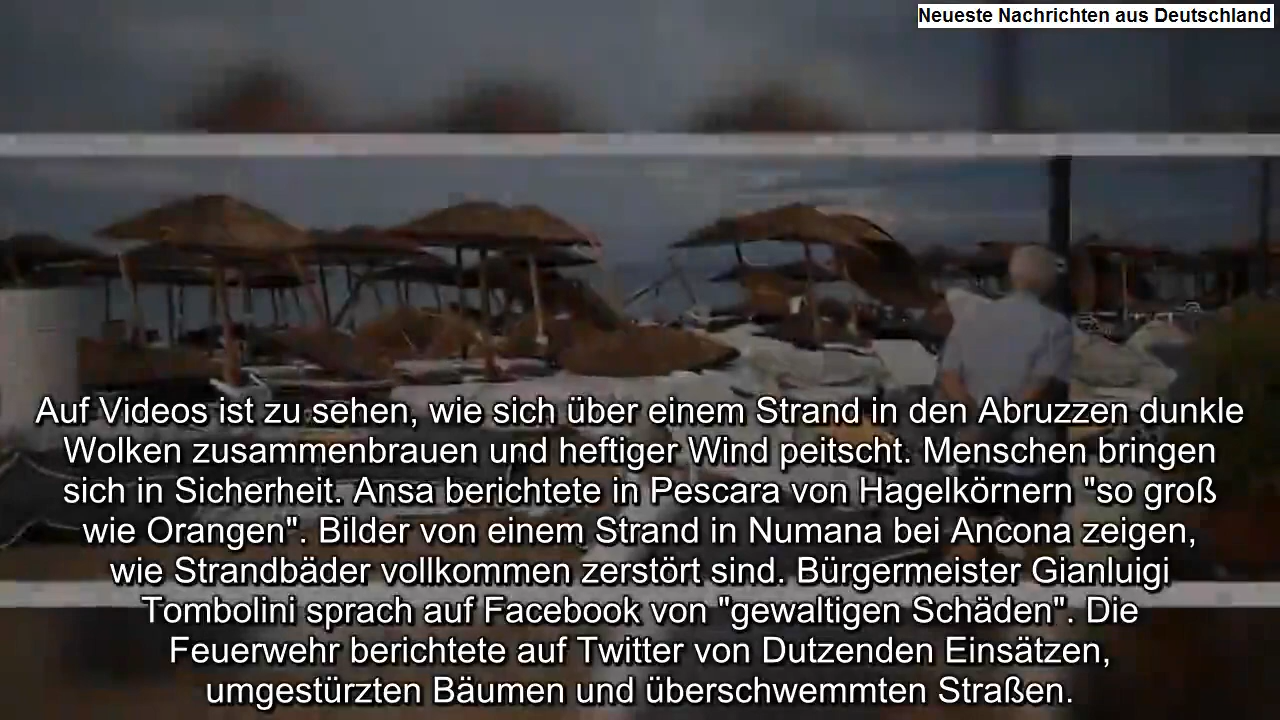 Neueste Nachrichten aus Deutschland
Auf Videos ist zu sehen, wie sich über einem Strand in den Abruzzen dunkle
Wolken zusammenbrauen und heftiger Wind peitscht. Menschen bringen
sich in Sicherheit. Ansa berichtete in Pescara von Hagelkörnern "so groß
wie Orangen". Bilder von einem Strand in Numana bei Ancona zeigen,
wie Strandbäder vollkommen zerstört sind. Bürgermeister Gianluigi
Tombolini sprach auf Facebook von "gewaltigen Schäden". Die
Feuerwehr berichtete auf Twitter von Dutzenden Einsätzen,
umgestürzten Bäumen und überschwemmten Straßen.